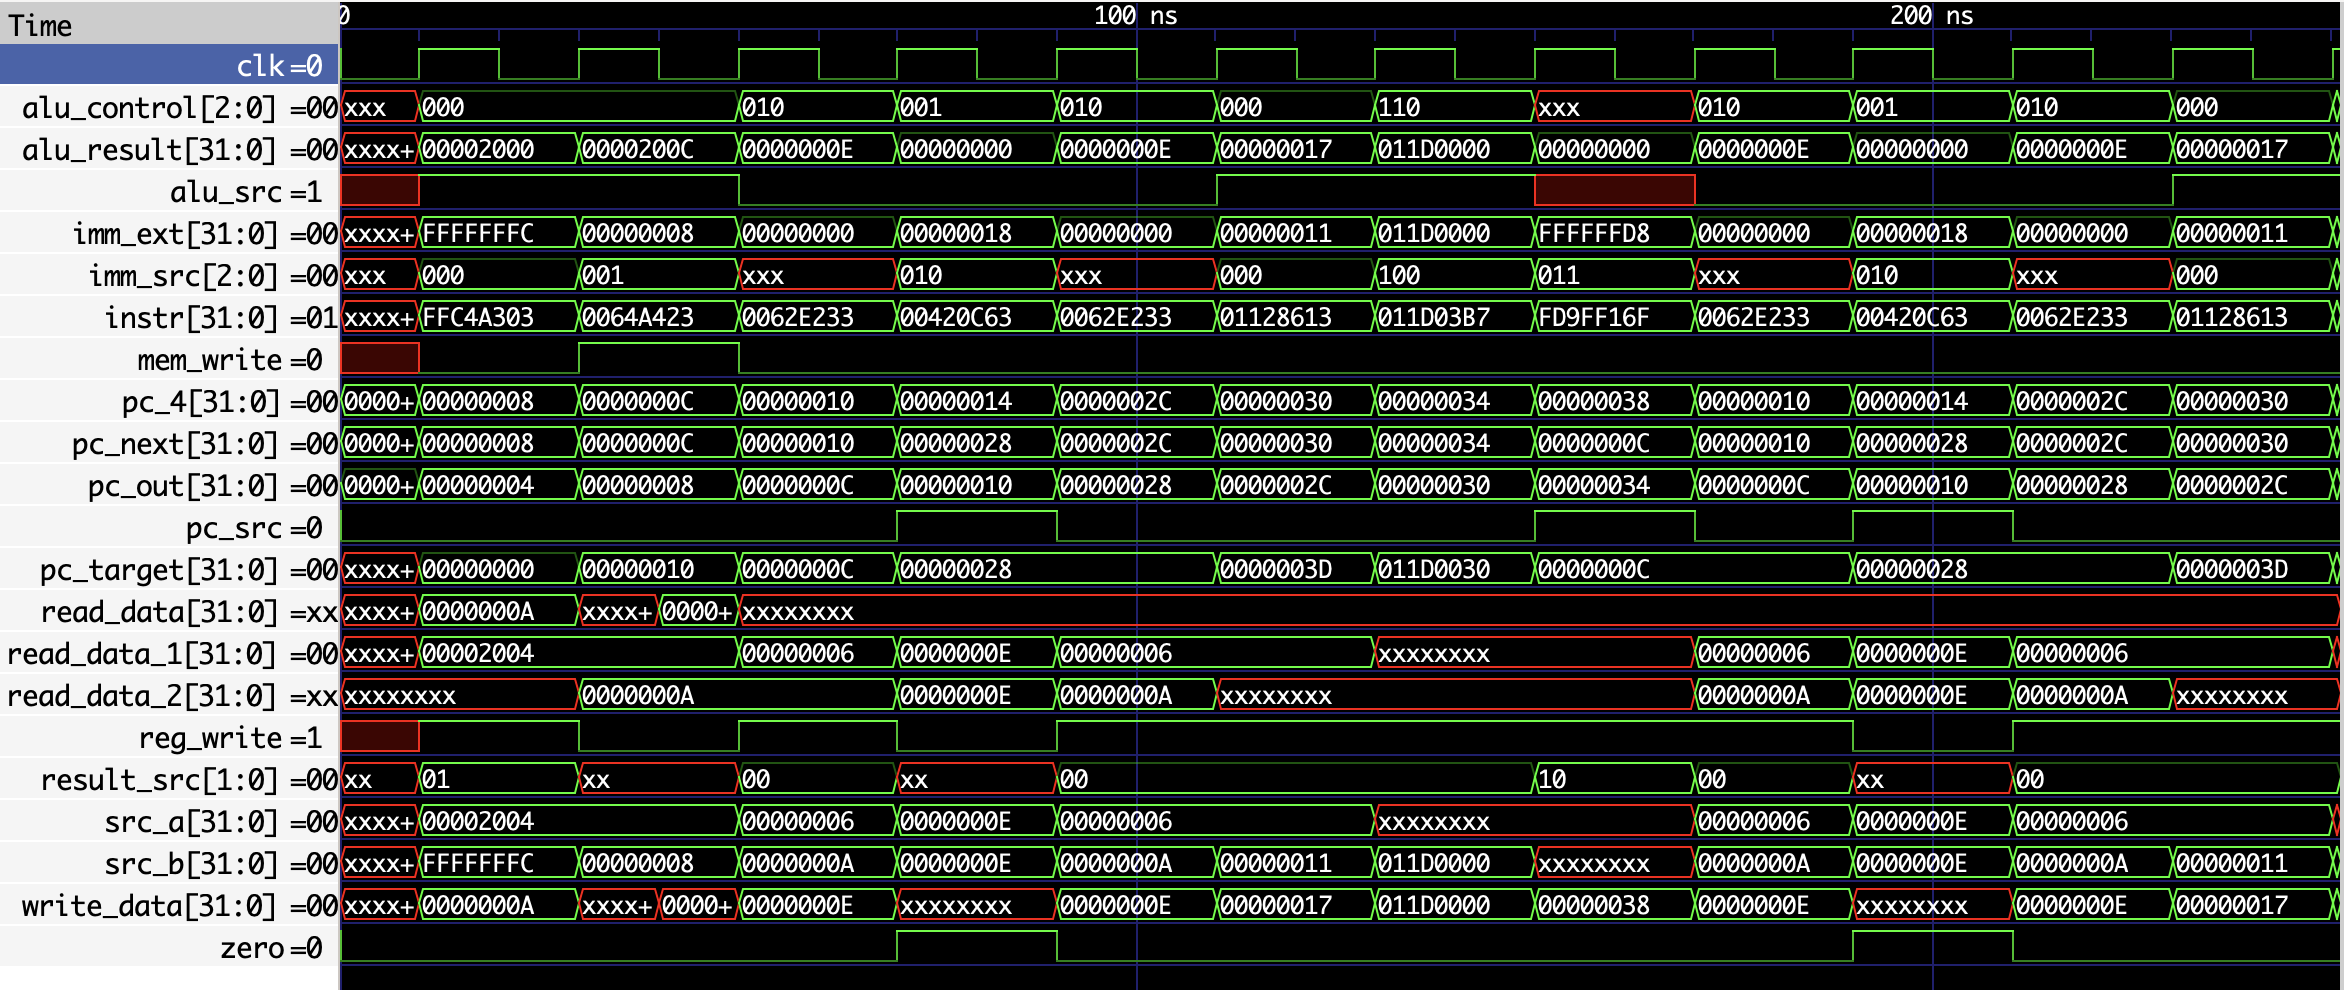 Time 0 100 ns 200 ns
clk =0
alu_control[2:0] =00 xxx 000 010 001 010 000 110 xxx 010 001 010 000
alu_result[31:0] =00 xxxx+ 00002000 0000200C 0000000E 00000000 0000000E 00000017 011D0000 00000000 0000000E 00000000 0000000E 00000017
alu_src =1
imm_ext[31:0] =00 xxxx+ FFFFFFFC 00000008 00000000 00000018 00000000 00000011 011D0000 FFFFFFD8 00000000 00000018 00000000 00000011
imm_src[2:0] =00 xxx 000 001 xxx 010 xxx 000 100 011 xxx 010 xxx 000
instr[31:0] =01 xxxx+ FFC4A303 0064A423 0062E233 00420C63 0062E233 01128613 011D03B7 FD9FF16F 0062E233 00420C63 0062E233 01128613
mem_write =0
pc_4[31:0] =00 0000+ 00000008 0000000C 00000010 00000014 0000002C 00000030 00000034 00000038 00000010 00000014 0000002C 00000030
pc_next[31:0] =00 0000+ 00000008 0000000C 00000010 00000028 0000002C 00000030 00000034 0000000C 00000010 00000028 0000002C 00000030
pc_out[31:0] =00 0000+ 00000004 00000008 0000000C 00000010 00000028 0000002C 00000030 00000034 0000000C 00000010 00000028 0000002C
pc_src =0
pc_target[31:0] =00 xxxx+ 00000000 00000010 0000000C 00000028 0000003D 011D0030 0000000C 00000028 0000003D
read_data[31:0] =xx xxxx+ 0000000A xxxx+ 0000+ xxxxxxxx
read_data_1[31:0] =00 xxxx+ 00002004 00000006 0000000E 00000006 xxxxxxxx 00000006 0000000E 00000006
read_data_2[31:0] =xx xxxxxxxx 0000000A 0000000E 0000000A xxxxxxxx 0000000A 0000000E 0000000A xxxxxxxx
reg_write =1
result_src[1:0] =00 xx 01 xx 00 xx 00 10 00 xx 00
src_a[31:0] =00 xxxx+ 00002004 00000006 0000000E 00000006 xxxxxxxx 00000006 0000000E 00000006
src_b[31:0] =00 xxxx+ FFFFFFFC 00000008 0000000A 0000000E 0000000A 00000011 011D0000 xxxxxxxx 0000000A 0000000E 0000000A 00000011
write_data[31:0] =00 xxxx+ 0000000A xxxx+ 0000+ 0000000E xxxxxxxx 0000000E 00000017 011D0000 00000038 0000000E xxxxxxxx 0000000E 00000017
zero =0